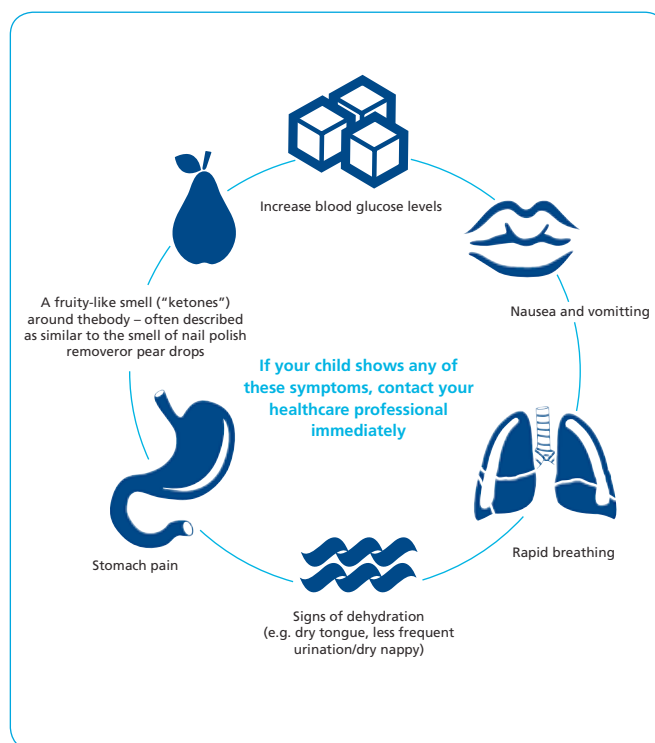 Increase blood glucose levels
Nausea and vomitting
A fruity-like smell (“ketones”)
around thebody – often described
as similar to the smell of nail polish
removeror pear drops
If your child shows any of
these symptoms, contact your
healthcare professional
immediately
Rapid breathing
Stomach pain
Signs of dehydration
(e.g. dry tongue, less frequent
urination/dry nappy)